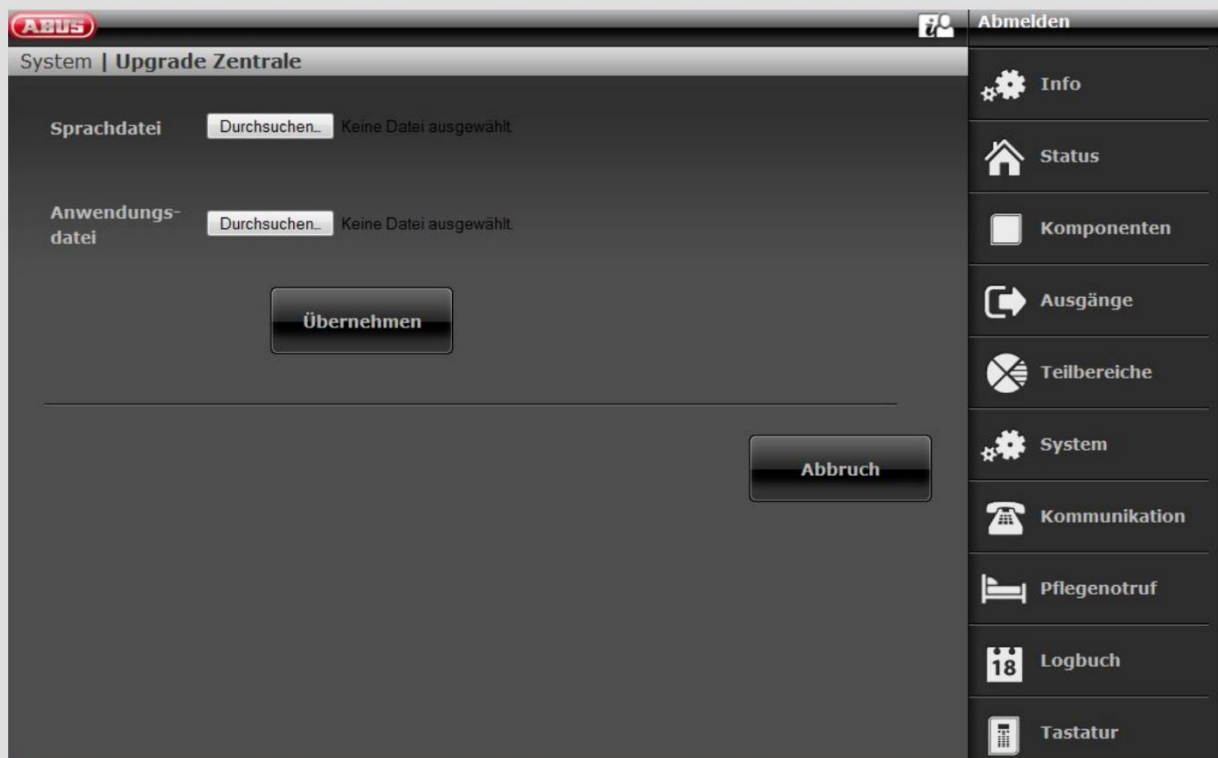 ABUS
Abmelden
System | Upgrade Zentrale
Sprachdatei
Durchsuchen...
Keine Datei ausgewählt.
Anwendungs-
datei
Durchsuchen...
Keine Datei ausgewählt.
Übernehmen
Abbruch
Info
Status
Komponenten
Ausgänge
Teilbereiche
System
Kommunikation
Pflegenotruf
18
Logbuch
Tastatur